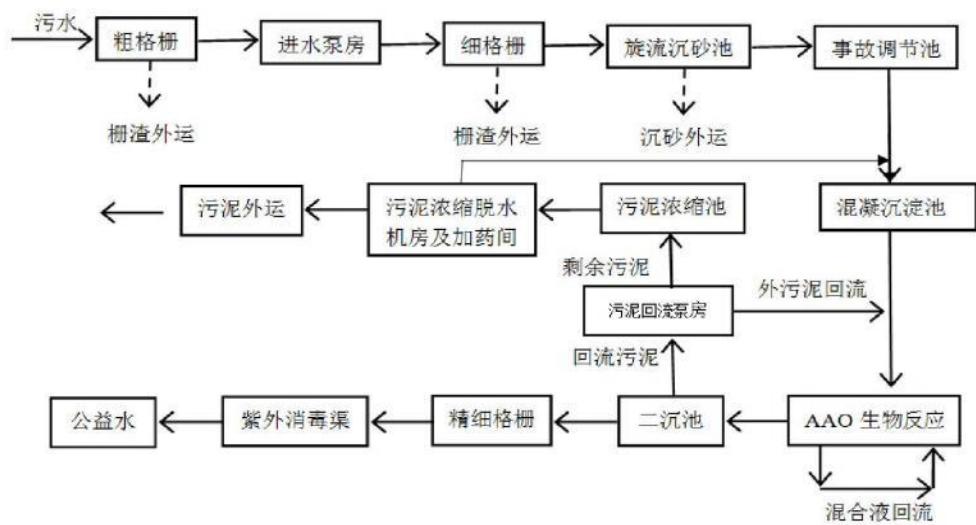 污水
粗格栅
进水泵房
细格栅
旋流沉砂池
事故调节池
栅渣外运
栅渣外运
沉砂外运
污泥外运
污泥浓缩脱水
机房及加药间
污泥浓缩池
混凝沉淀池
剩余污泥
外污泥回流
污泥回流泵房
回流污泥
公益水
紫外消毒渠
精细格栅
二沉池
AAO 生物反应
混合液回流